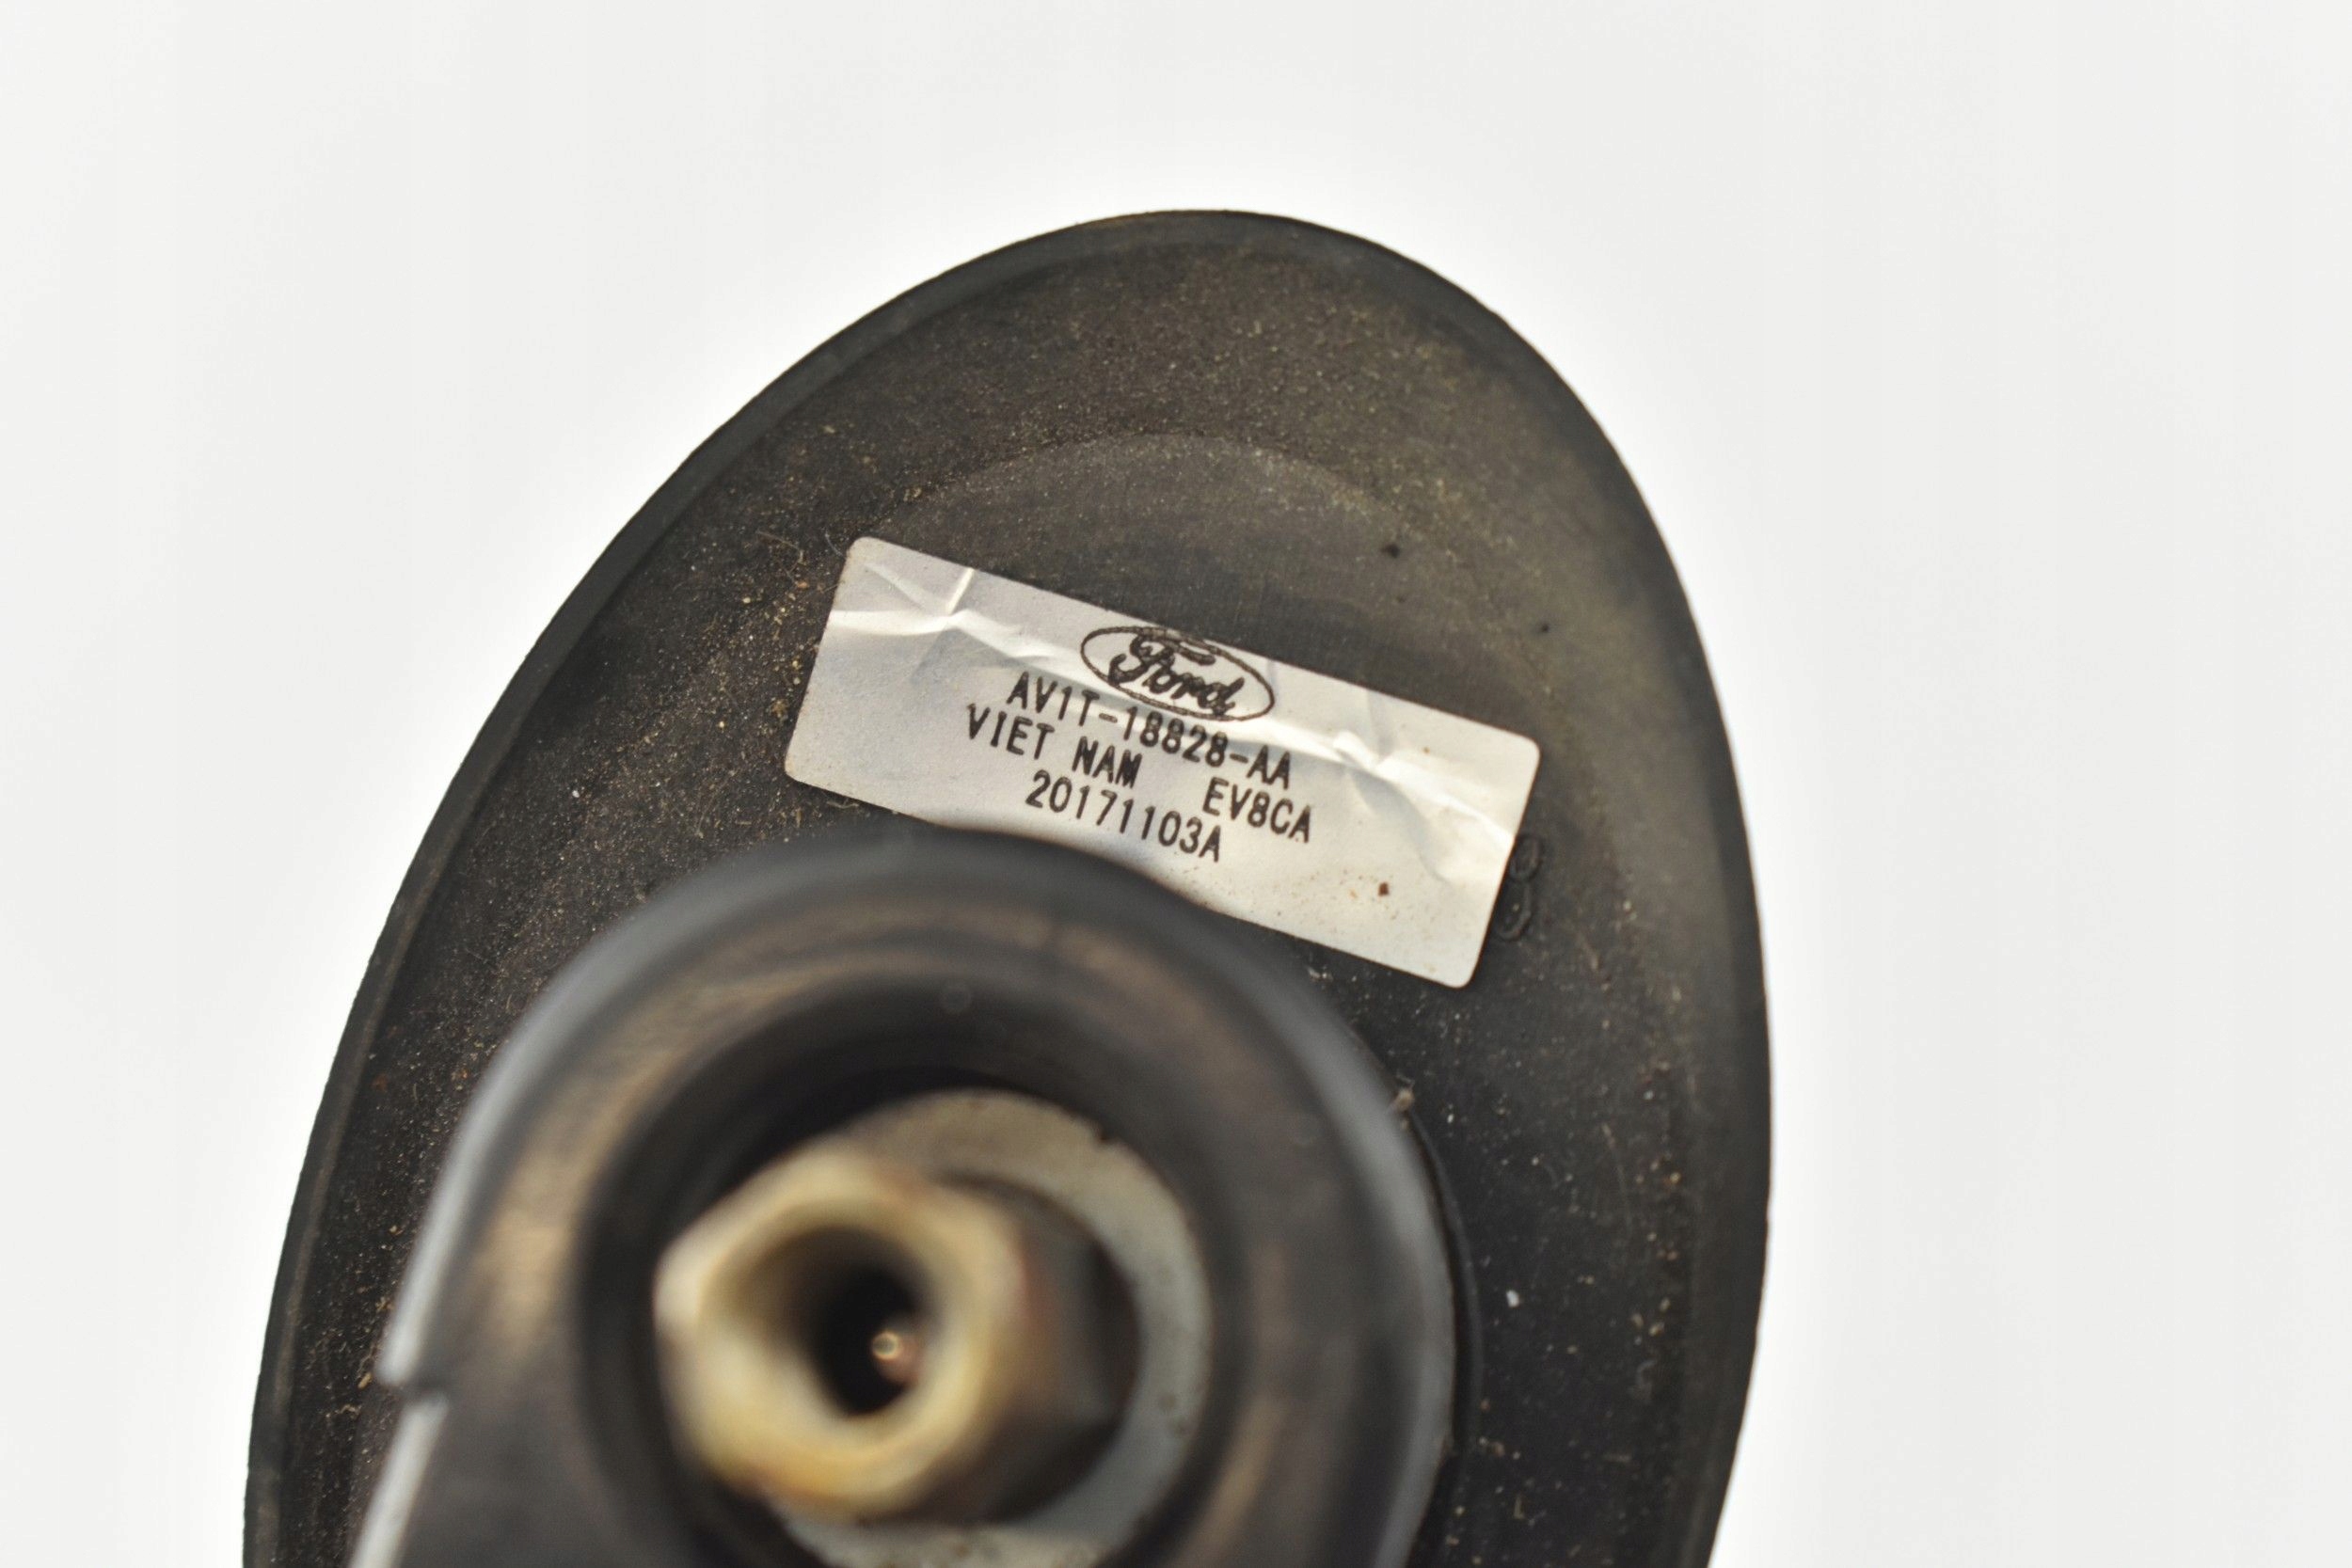 Ford
AV1T-18828-AA
VIET NAM EV8CA
20171103A